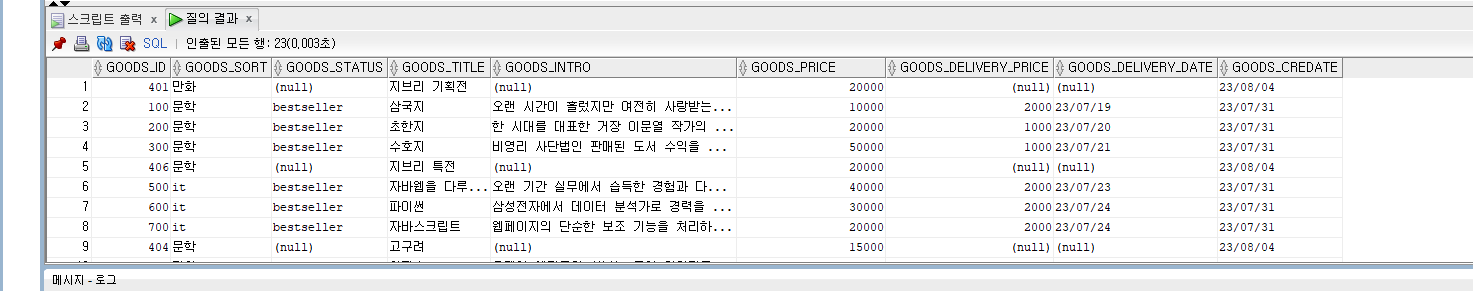 스크립트 출력 x 질의 결과 x
SQL | 인출된 모든 행: 23(0,003초)
GOODS_ID GOODS_SORT GOODS_STATUS GOODS_TITLE GOODS_INTRO GOODS_PRICE GOODS_DELIVERY_PRICE GOODS_DELIVERY_DATE GOODS_CREDATE
1 401 만화 (null) 지브리 기획전 (null) 20000 (null) (null) 23/08/04
2 100 문학 bestseller 삼국지 오랜 시간이 흘렀지만 여전히 사랑받는... 10000 2000 23/07/19 23/07/31
3 200 문학 bestseller 초한지 한 시대를 대표한 거장 이문열 작가의 ... 20000 1000 23/07/20 23/07/31
4 300 문학 bestseller 수호지 비영리 사단법인 판매된 도서 수익을 ... 50000 1000 23/07/21 23/07/31
5 406 문학 (null) 지브리 특전 (null) 20000 (null) (null) 23/08/04
6 500 it bestseller 자바웹을 다루... 오랜 기간 실무에서 습득한 경험과 다... 40000 2000 23/07/23 23/07/31
7 600 it bestseller 파이썬 삼성전자에서 데이터 분석가로 경력을 ... 30000 2000 23/07/24 23/07/31
8 700 it bestseller 자바스크립트 웹페이지의 단순한 보조 기능을 처리하... 20000 2000 23/07/24 23/07/31
9 404 문학 (null) 고구려 (null) 15000 (null) (null) 23/08/04
메시지 - 로그